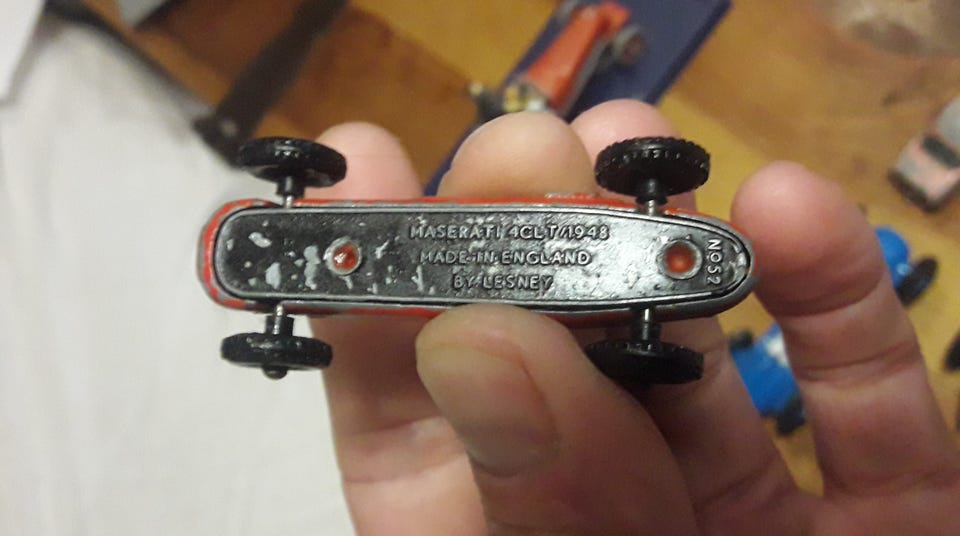 MASERATI 4CL.T/1948
MADE IN ENGLAND
BY LESNEY
NO52